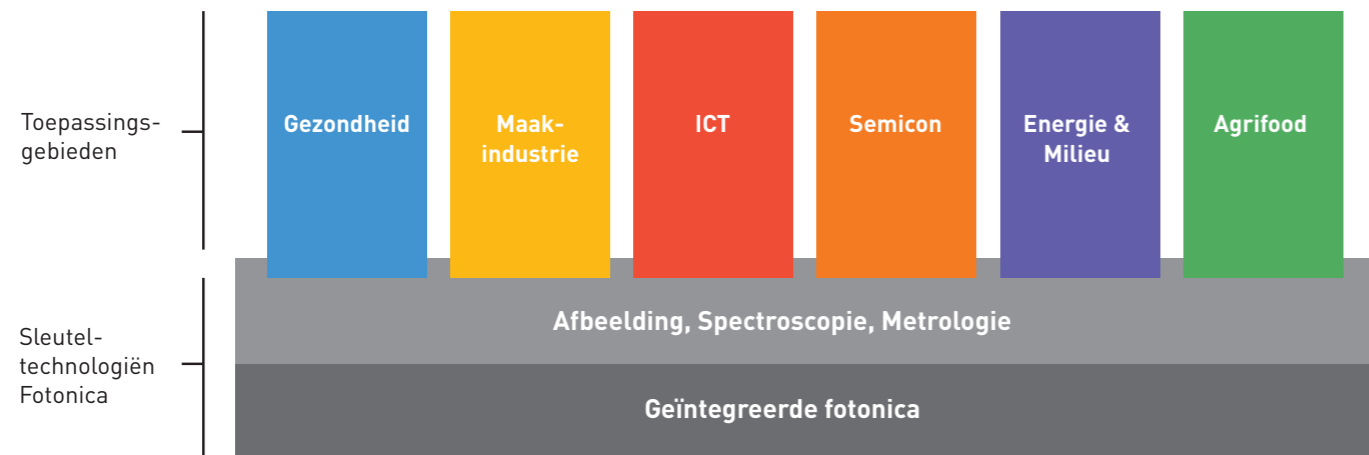 Toepassings-
gebieden
Gezondheid
Maak-
industrie
ICT
Semicon
Energie &
Milieu
Agrifood
Sleutel-
technologiën
Fotonica
Afbeelding, Spectroscopie, Metrologie
Geïntegreerde fotonica